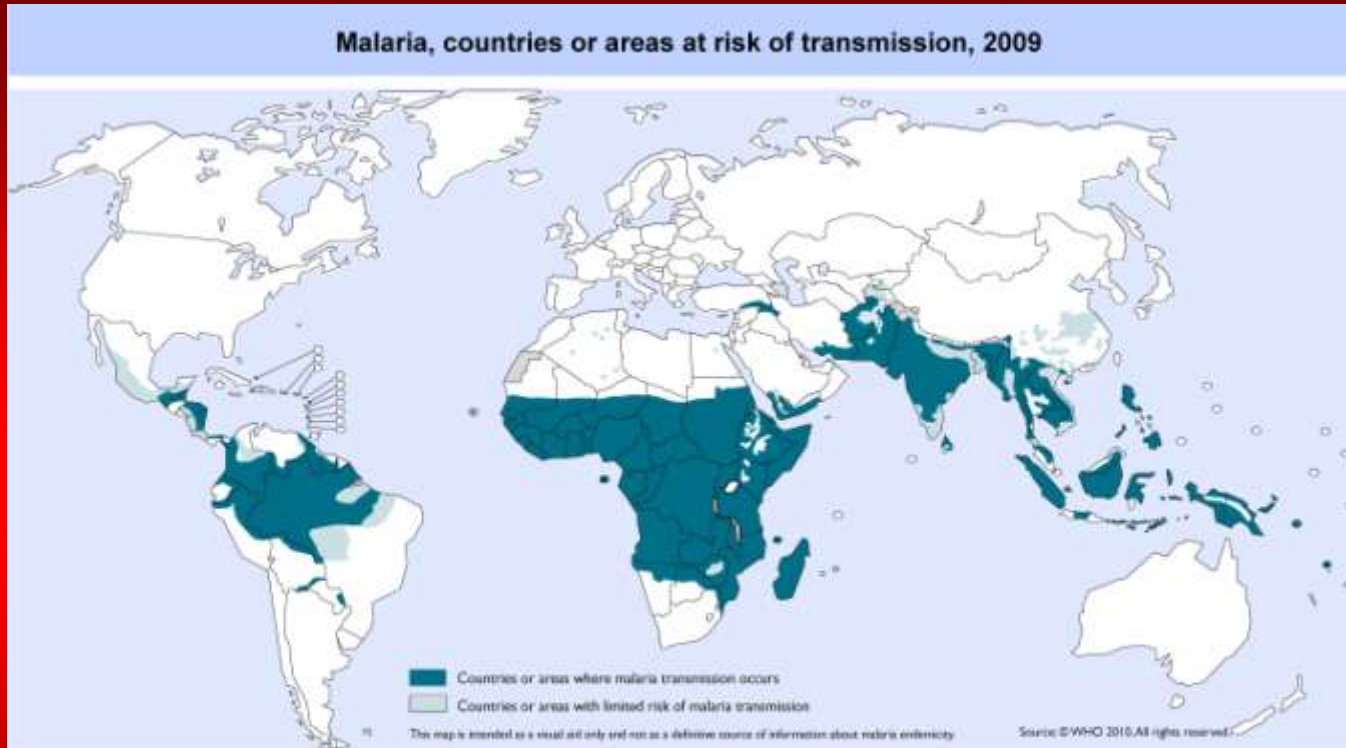 Malaria, countries or areas at risk of transmission, 2009
Countries or areas where malaria transmission occurs
Countries or areas with limited risk of malaria transmission
This map is intended as a visual aid only and not as a definitive source of information about malaria endemicity.
Source: © WHO 2010. All rights reserved.